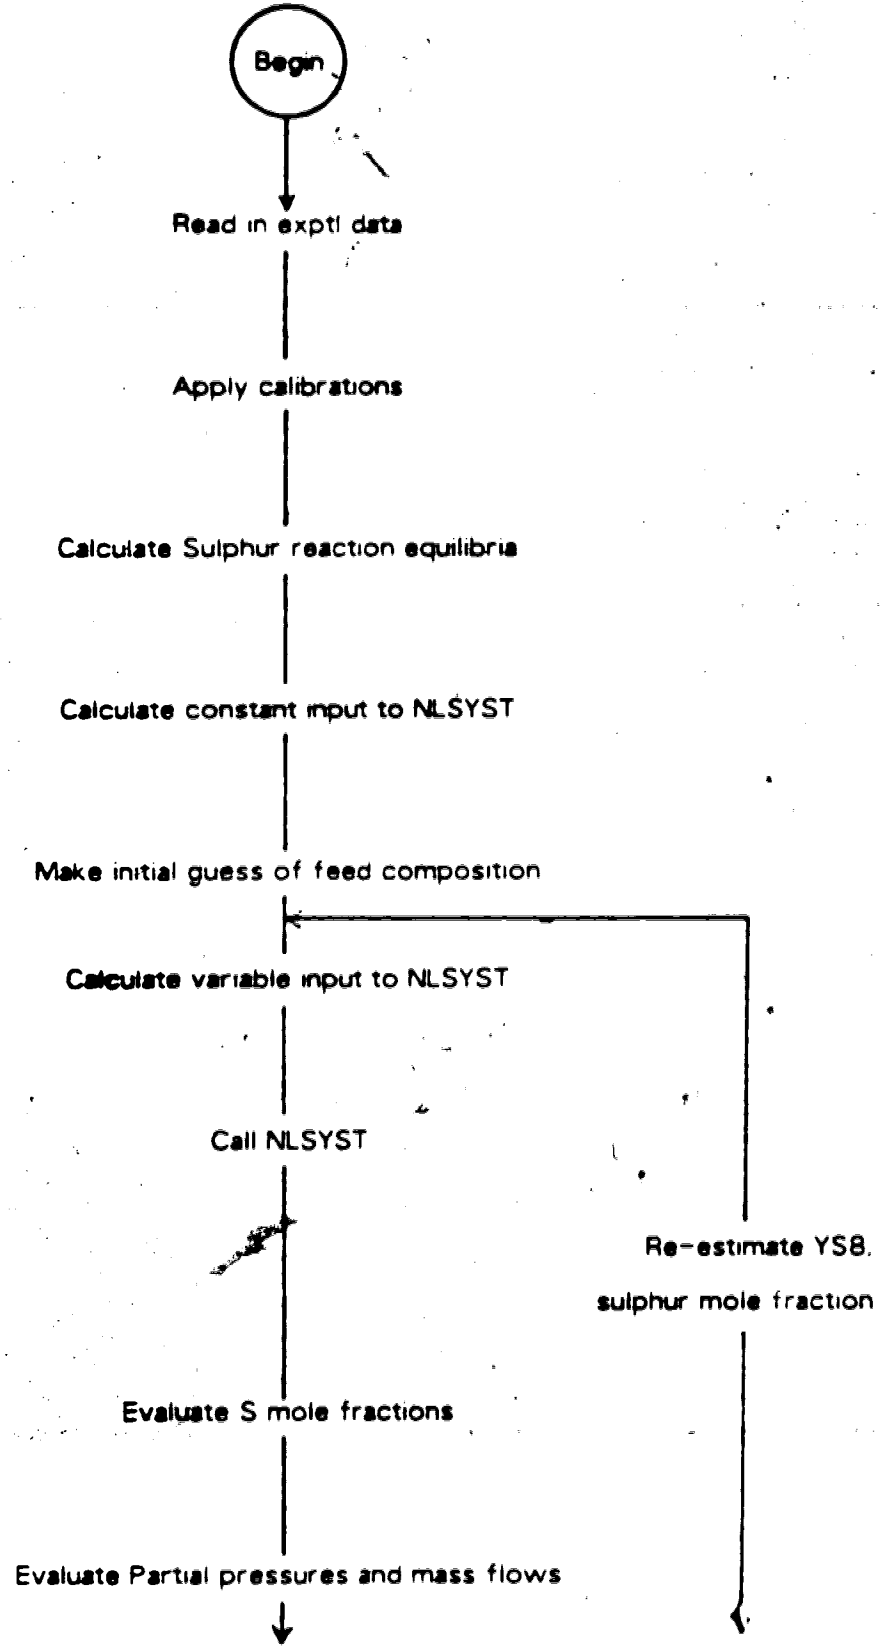 Begin
Read in exptl data
Apply calibrations
Calculate Sulphur reaction equilibria
Calculate constant input to NLSYST
Make initial guess of feed composition
Calculate variable input to NLSYST
Call NLSYST
Re-estimate YS8,
sulphur mole fraction
Evaluate S mole fractions
Evaluate Partial pressures and mass flows